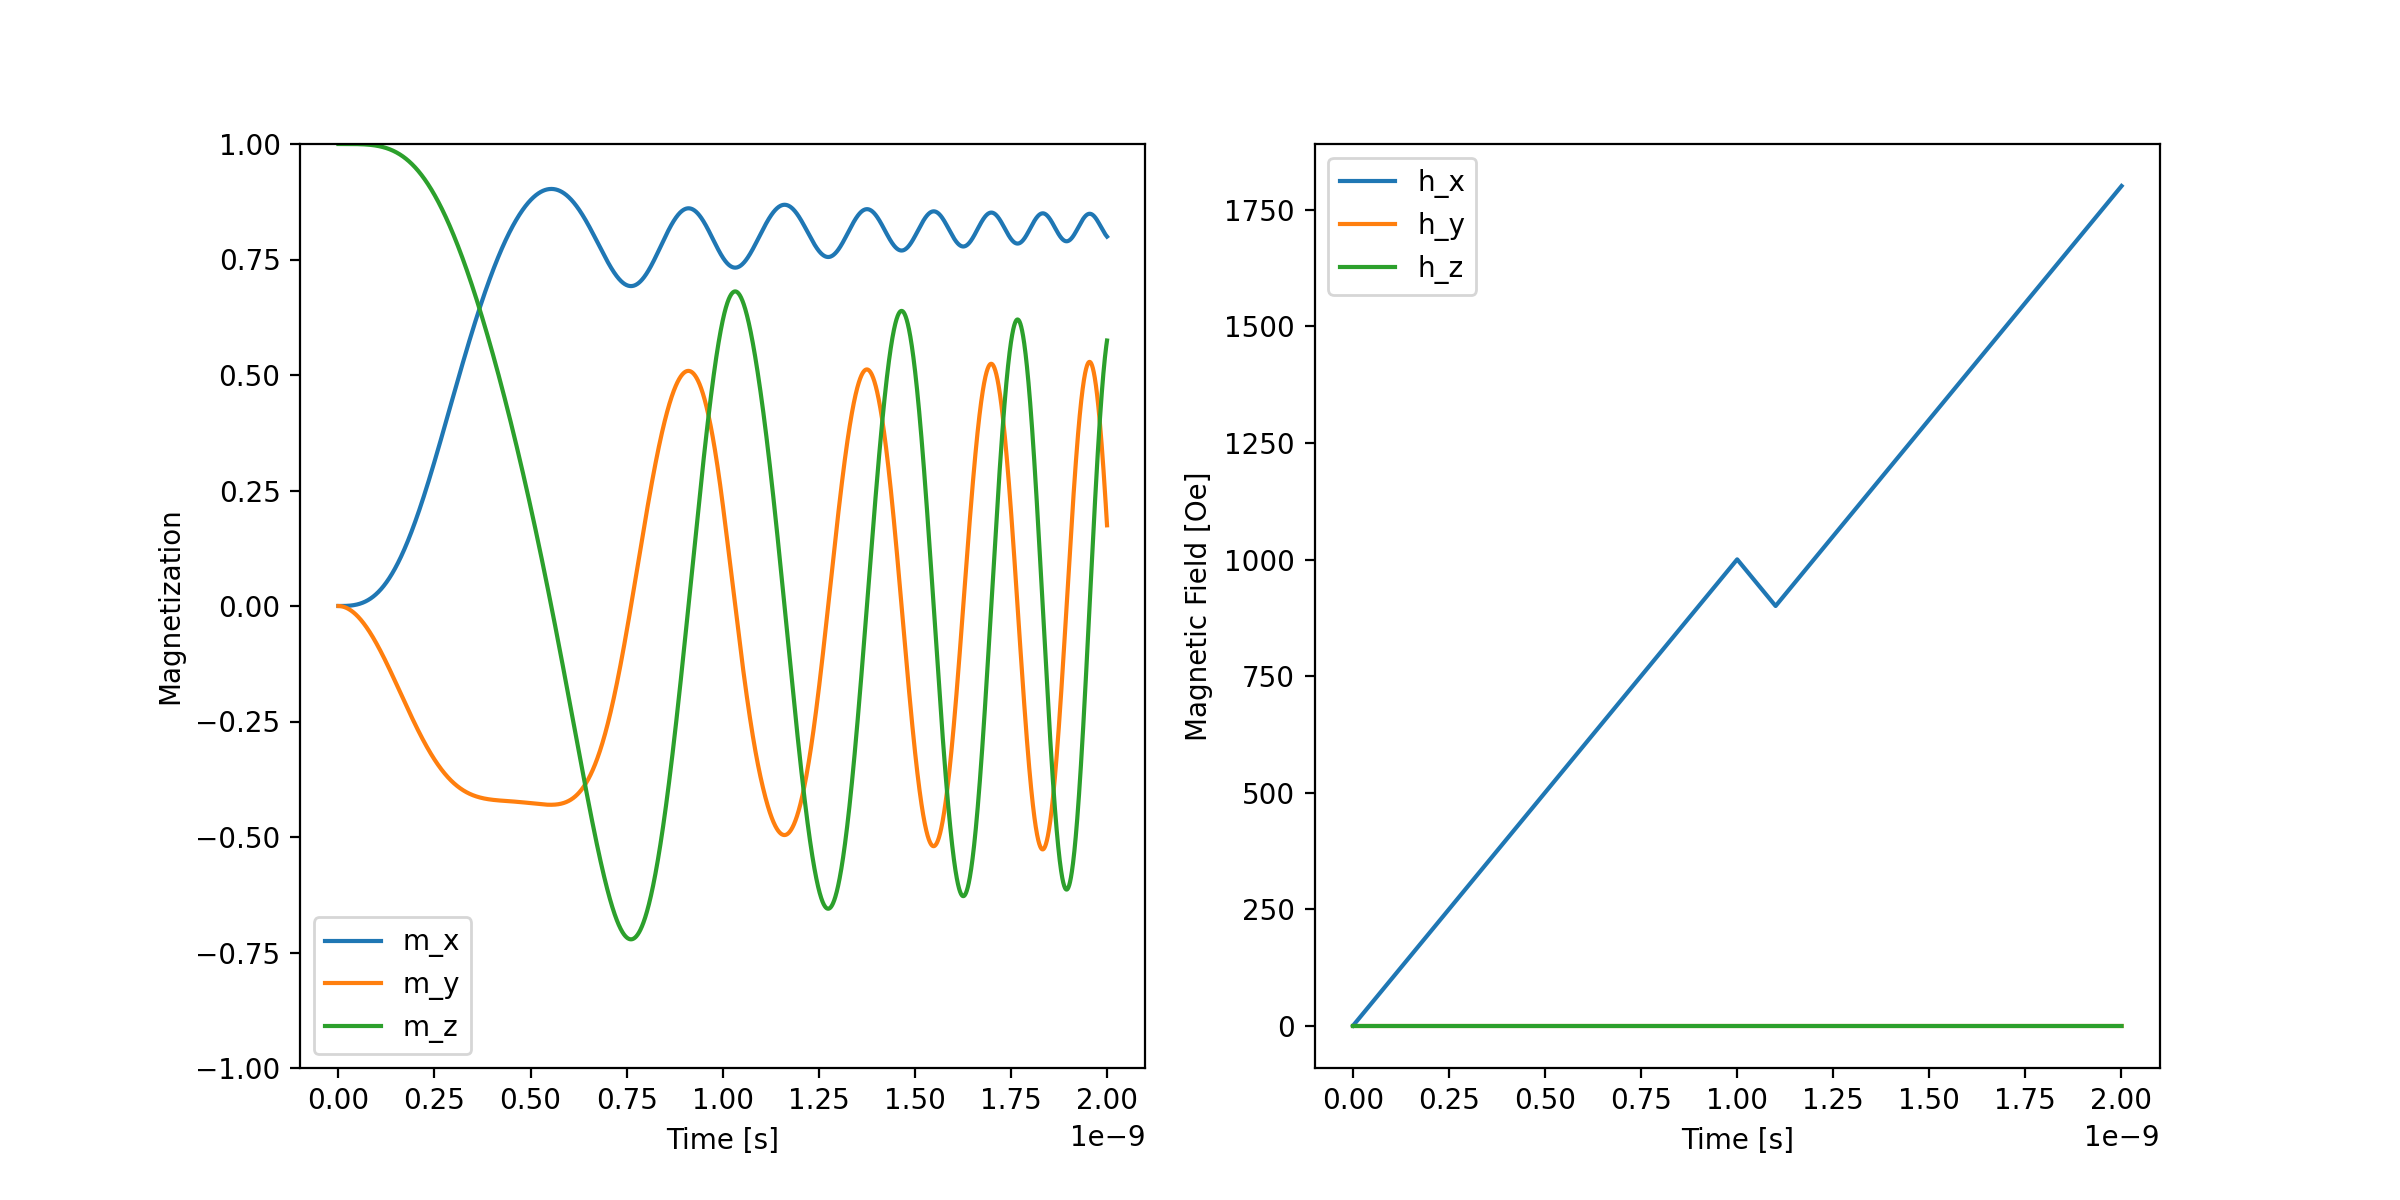 1.00
0.75
0.50
0.25
0.00
−0.25
−0.50
−0.75
−1.00
Magnetization
m_x
m_y
m_z
0.00 0.25 0.50 0.75 1.00 1.25 1.50 1.75 2.00
Time [s]
1e−9
1750
1500
1250
1000
750
500
250
0
Magnetic Field [Oe]
h_x
h_y
h_z
0.00 0.25 0.50 0.75 1.00 1.25 1.50 1.75 2.00
Time [s]
1e−9